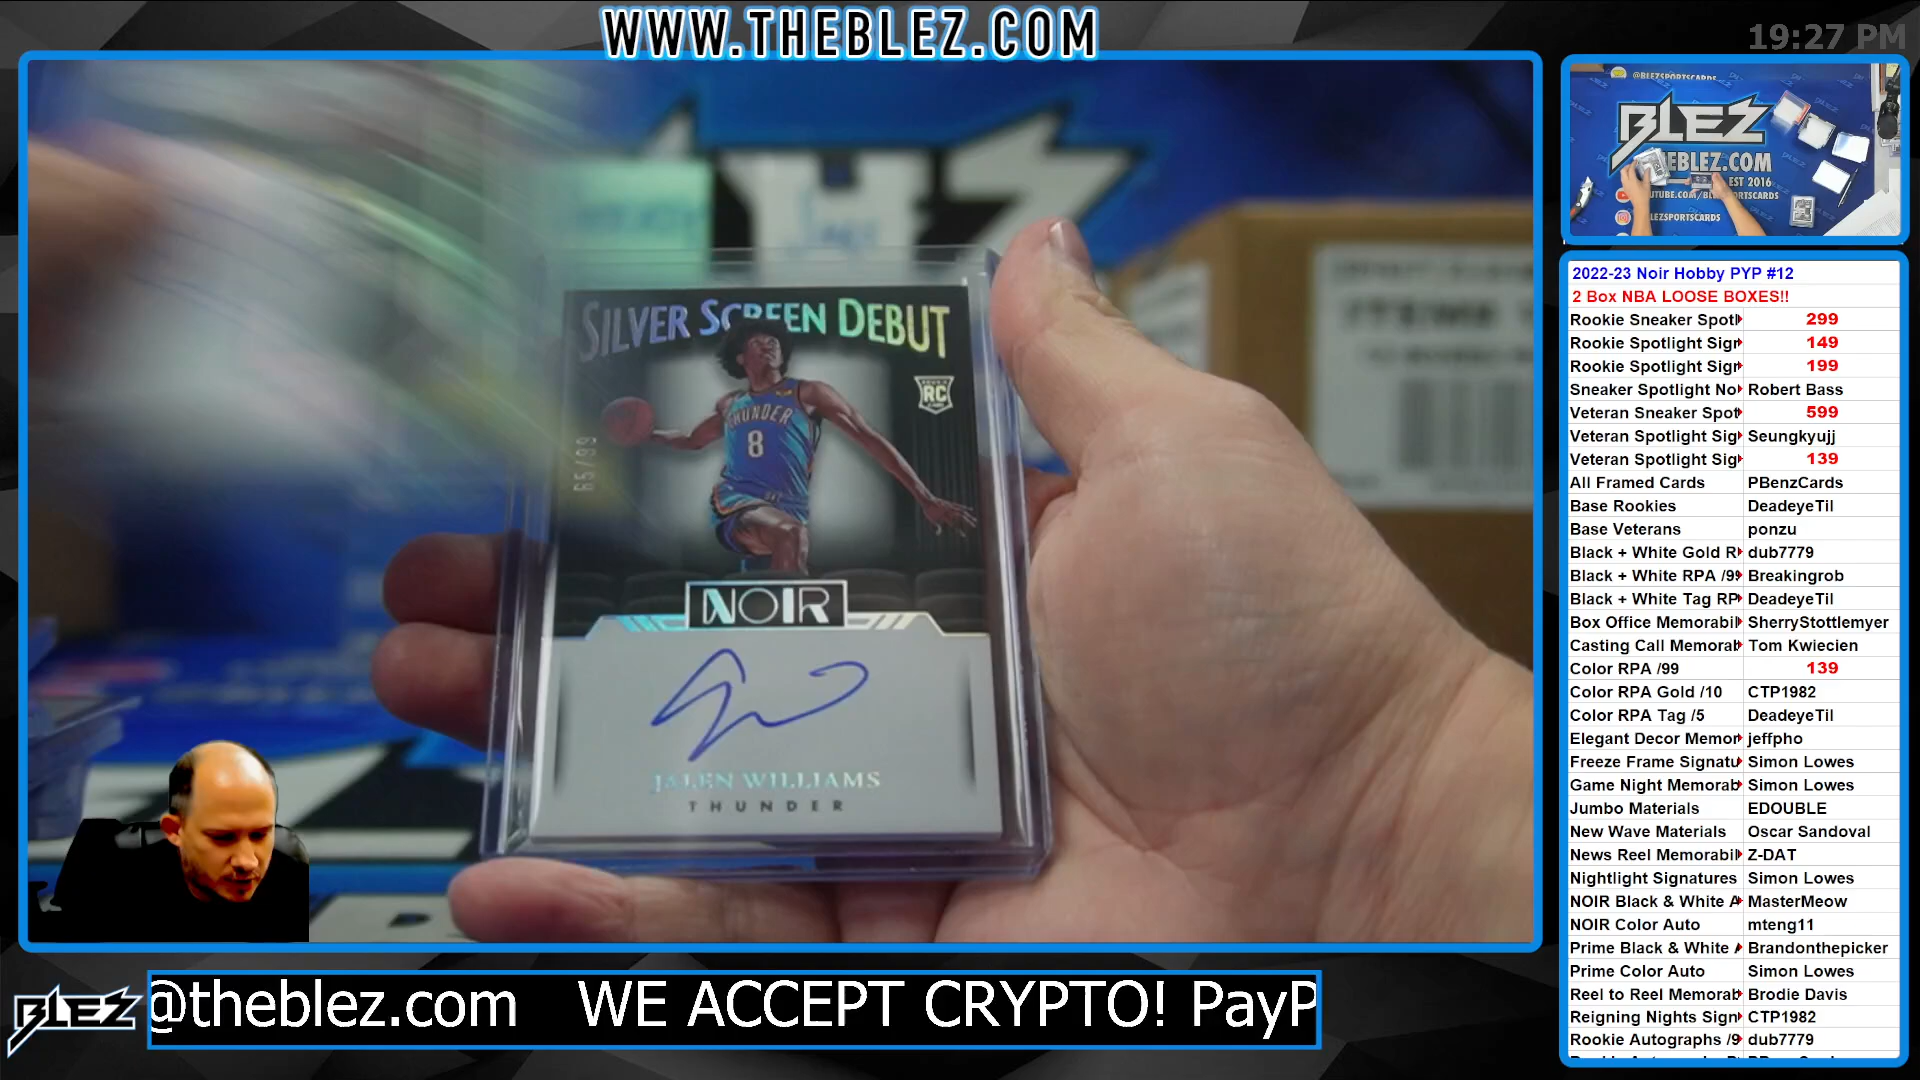 WWW.THEBLEZ.COM
19:27 PM
SILVER SCREEN DEBUT
RC
THUNDER
8
65/99
NOIR
JALEN WILLIAMS
THUNDER
@BLEZSPORTSCARDS
BLEZ
THEBLEZ.COM
EST 2016
BLEZSPORTSCARDS
2022-23 Noir Hobby PYP #12
2 Box NBA LOOSE BOXES!!
Rookie Sneaker Spotl 299
Rookie Spotlight Sign 149
Rookie Spotlight Sign 199
Sneaker Spotlight No Robert Bass
Veteran Sneaker Spot 599
Veteran Spotlight Sig Seungkyujj
Veteran Spotlight Sig 139
All Framed Cards PBenzCards
Base Rookies DeadeyeTil
Base Veterans ponzu
Black + White Gold R dub7779
Black + White RPA /99 Breakingrob
Black + White Tag RP DeadeyeTil
Box Office Memorabil SherryStottlemyer
Casting Call Memorab Tom Kwiecien
Color RPA /99 139
Color RPA Gold /10 CTP1982
Color RPA Tag /5 DeadeyeTil
Elegant Decor Memor jeffpho
Freeze Frame Signatu Simon Lowes
Game Night Memorab Simon Lowes
Jumbo Materials EDOUBLE
New Wave Materials Oscar Sandoval
News Reel Memorabil Z-DAT
Nightlight Signatures Simon Lowes
NOIR Black & White A MasterMeow
NOIR Color Auto mteng11
Prime Black & White A Brandonthepicker
Prime Color Auto Simon Lowes
Reel to Reel Memorab Brodie Davis
Reigning Nights Sign CTP1982
Rookie Autographs /9 dub7779
BLEZ
@theblez.com WE ACCEPT CRYPTO! PayP